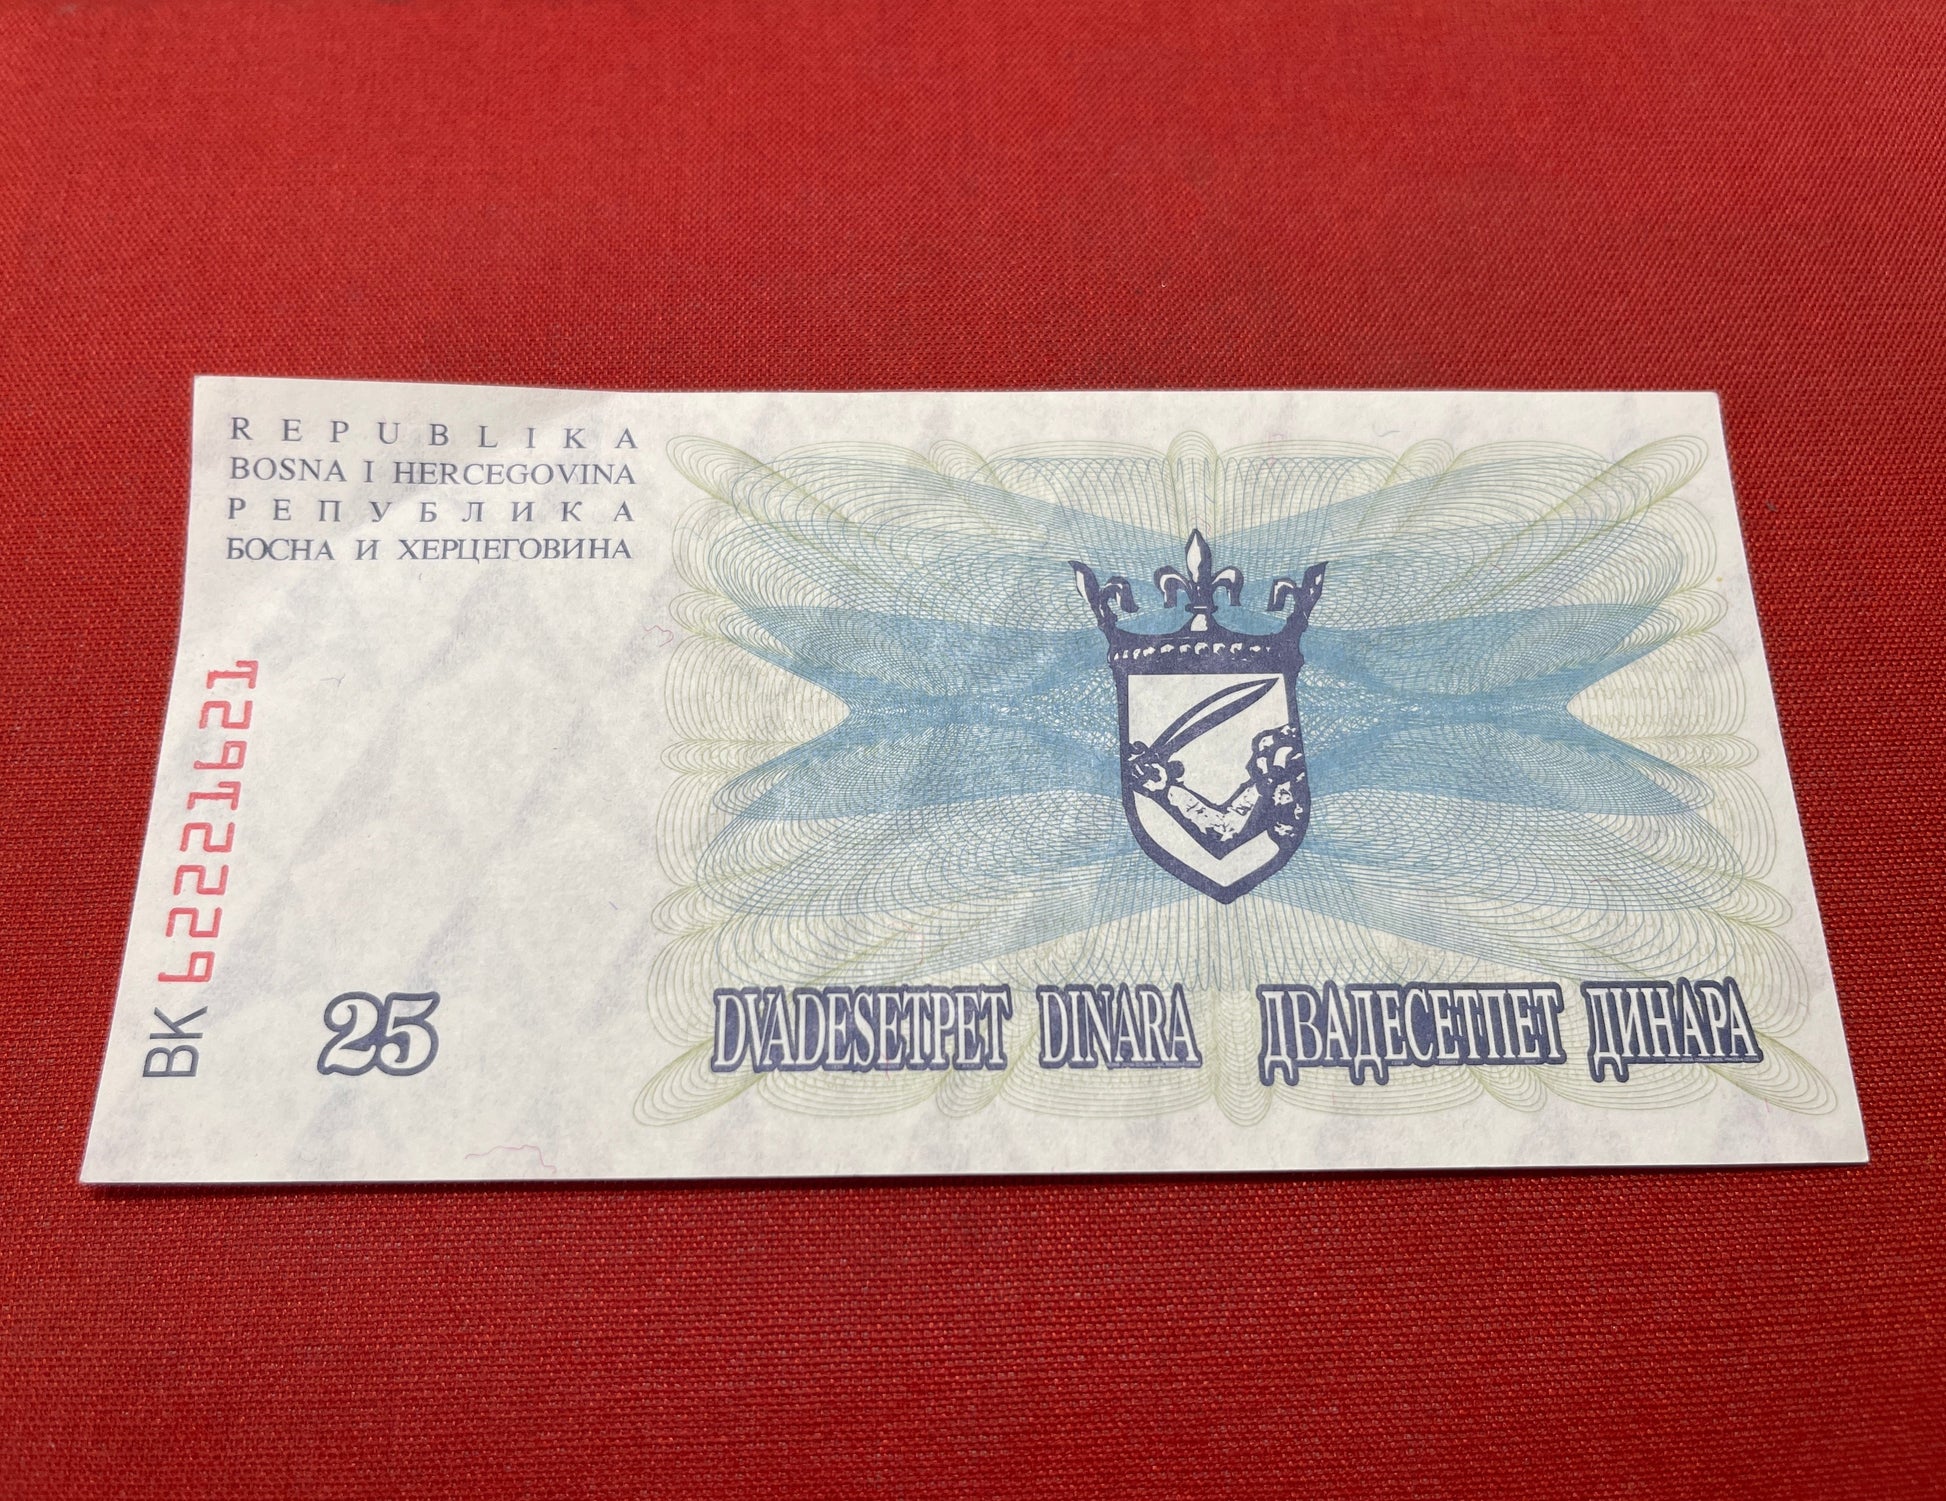 REPUBLIKA
BOSNA I HERCEGOVINA
РЕПУБЛИКА
БОСНА И ХЕРЦЕГОВИНА
BK 62221621
25
DVADESETPET DINARA ДВАДЕСЕТПЕТ ДИНАРА